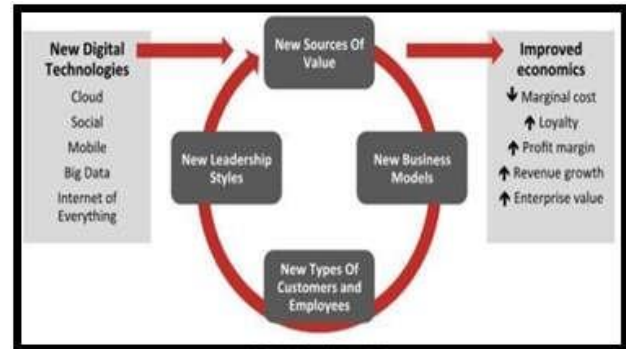 New Digital
Technologies
Cloud
Social
Mobile
Big Data
Internet of
Everything
New Sources Of
Value
New Leadership
Styles
New Business
Models
New Types Of
Customers and
Employees
Improved
economics
↓ Marginal cost
↑ Loyalty
↑ Profit margin
↑ Revenue growth
↑ Enterprise value